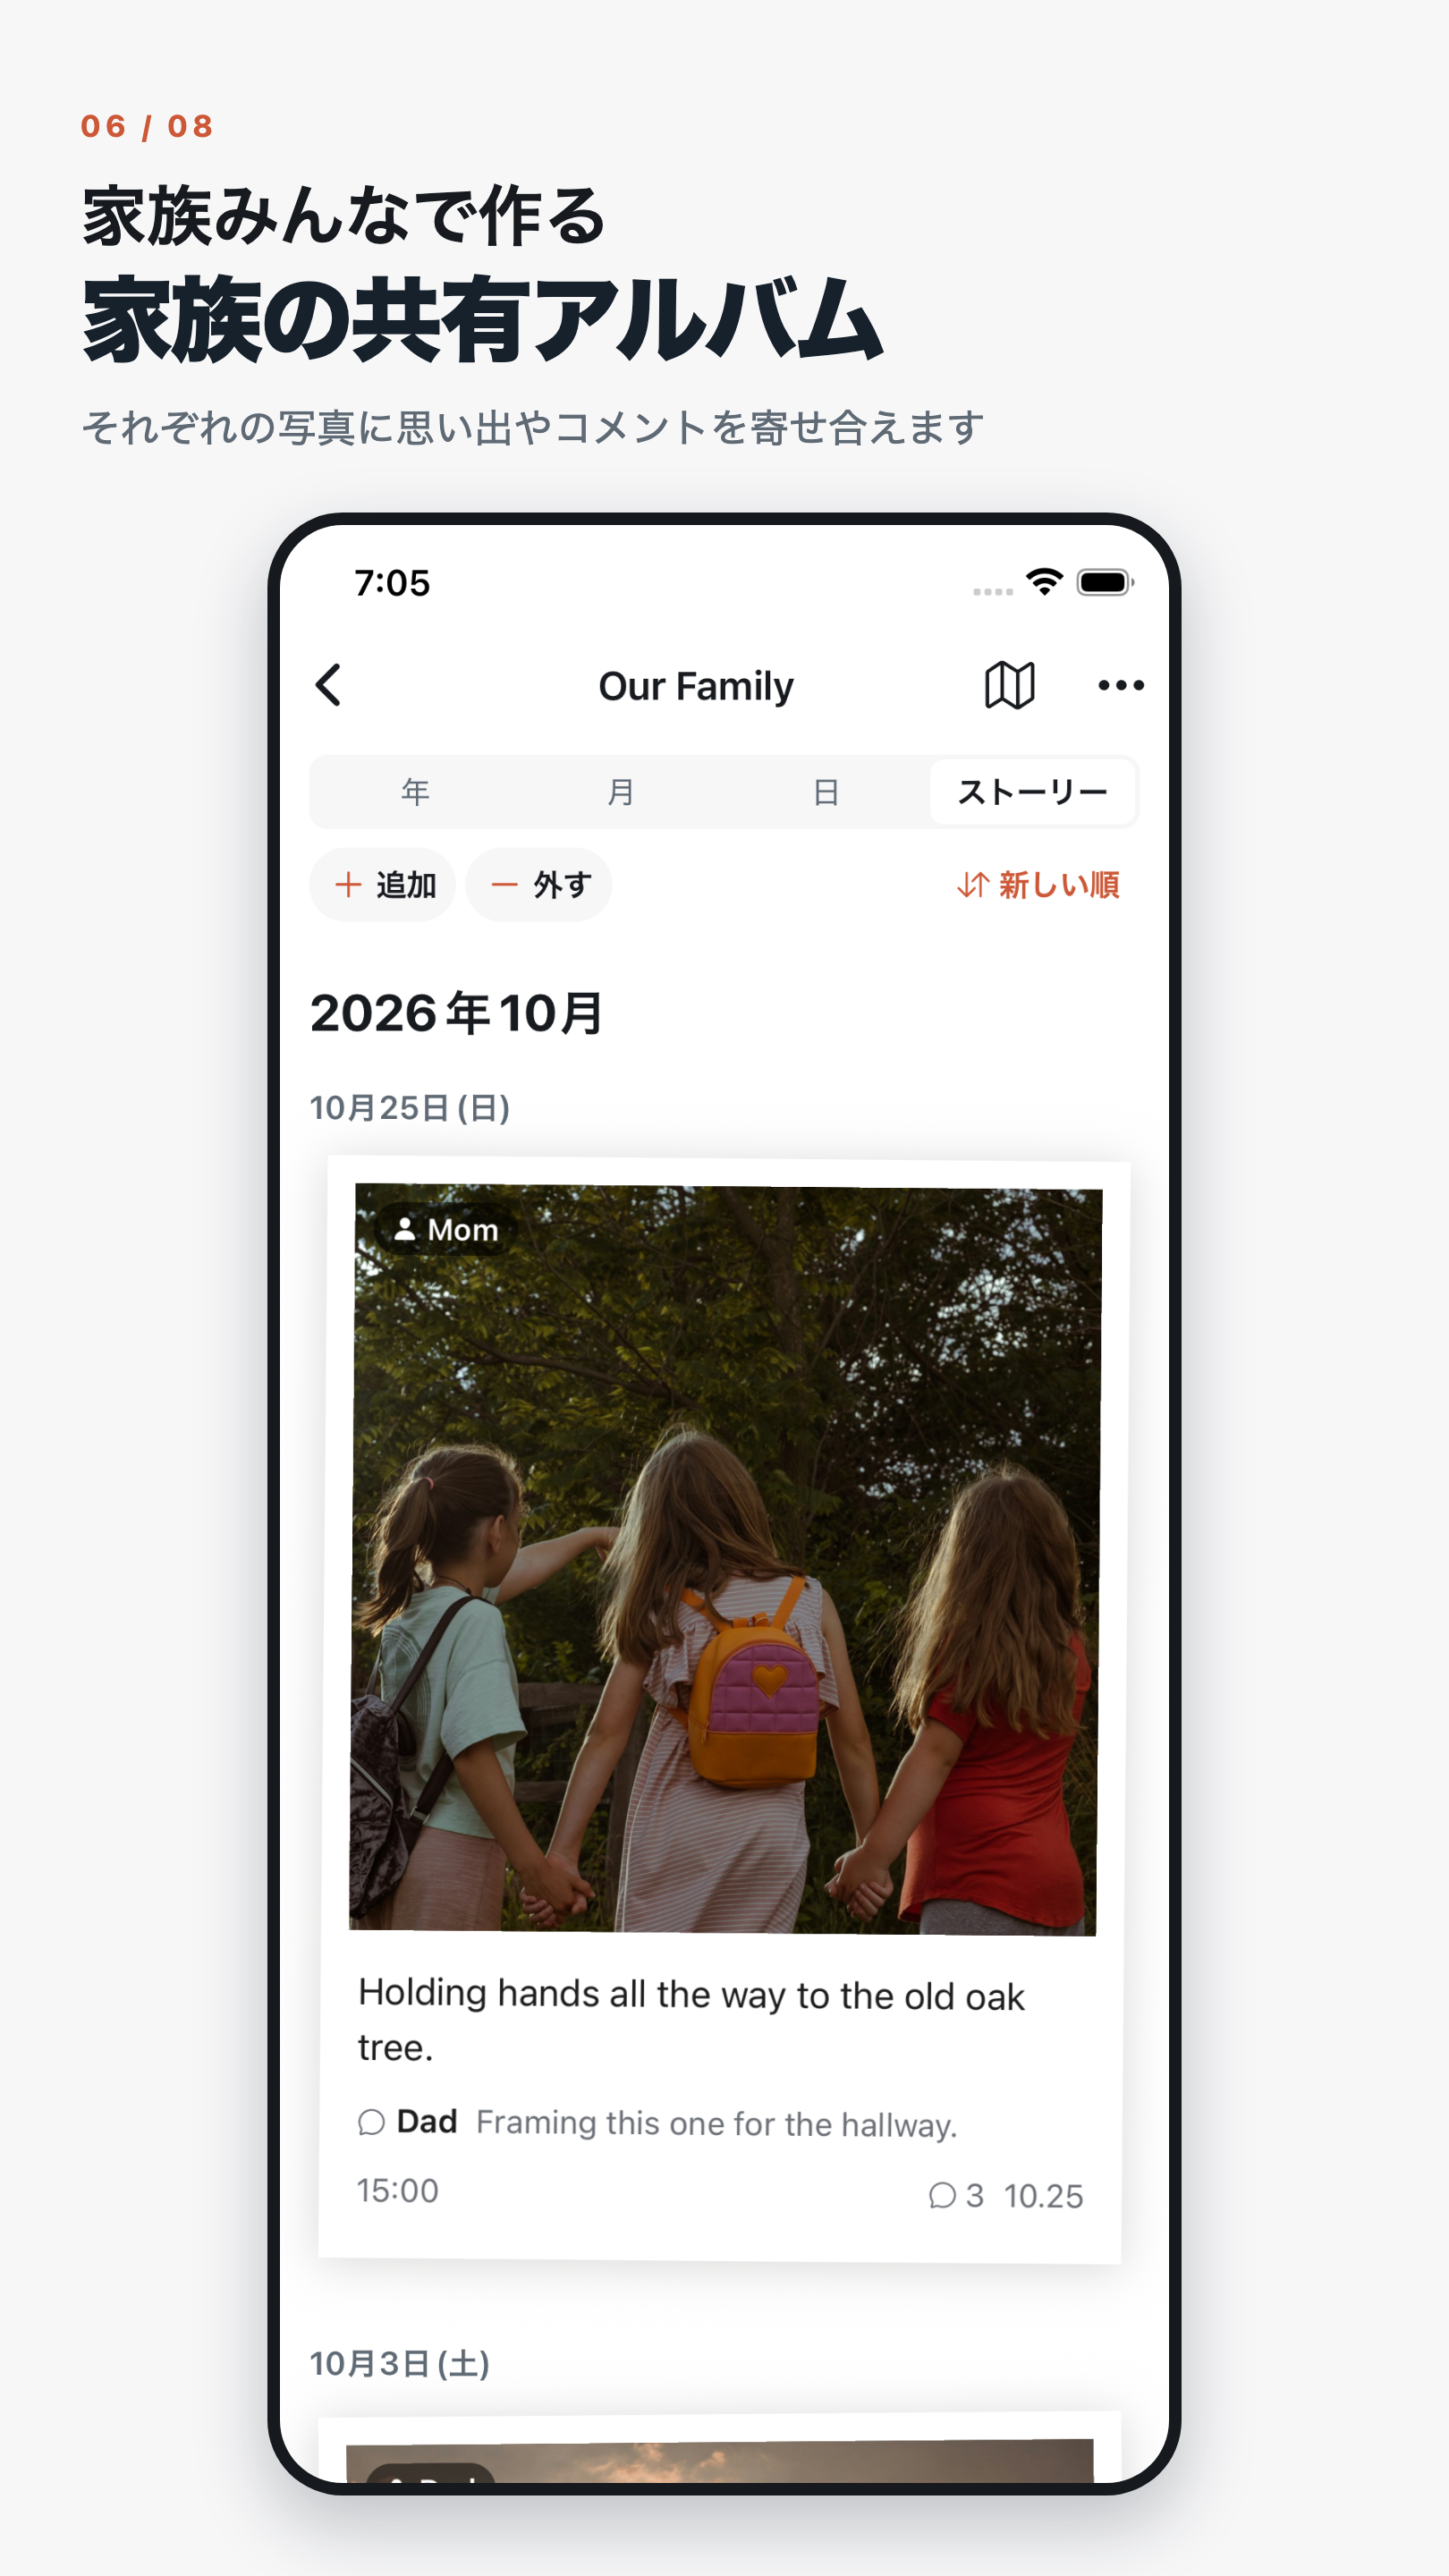 06 / 08
家族みんなで作る
家族の共有アルバム
それぞれの写真に思い出やコメントを寄せ合えます
7:05
Our Family
年 月 日 ストーリー
追加 外す 新しい順
2026年10月
10月25日(日)
Mom
Holding hands all the way to the old oak
tree.
Dad Framing this one for the hallway.
15:00 3 10.25
10月3日(土)